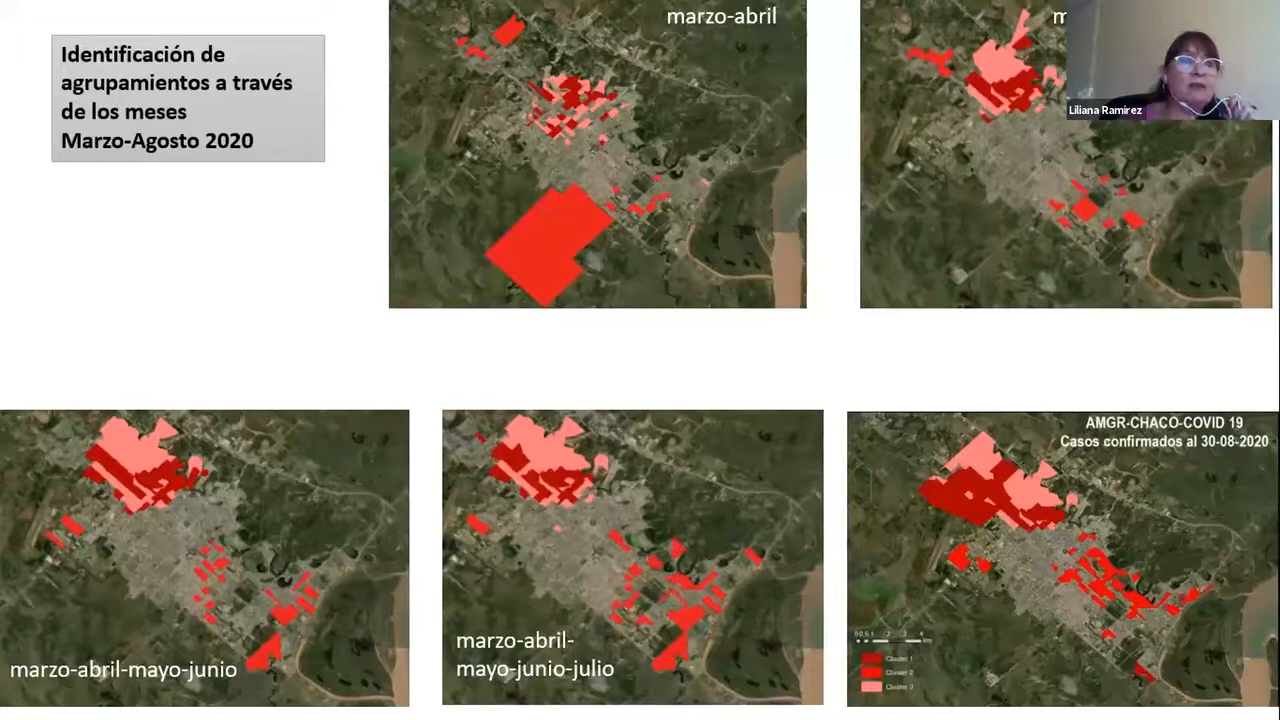 Identificación de
agrupamientos a través
de los meses
Marzo-Agosto 2020
marzo-abril
m
Liliana Ramirez
marzo-abril-mayo-junio
marzo-abril-
mayo-junio-julio
AMGR-CHACO-COVID 19
Casos confirmados al 30-08-2020
Cluster 1
Cluster 2
Cluster 3